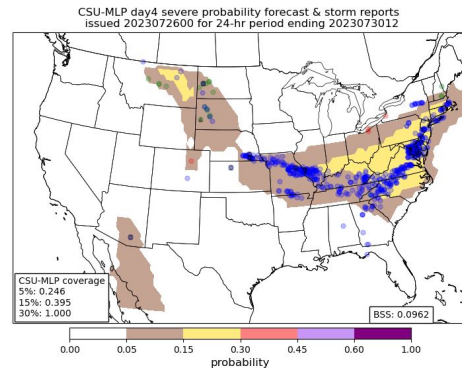 CSU-MLP day4 severe probability forecast & storm reports
issued 2023072600 for 24-hr period ending 2023073012
CSU-MLP coverage
5%: 0.246
15%: 0.395
30%: 1.000
BSS: 0.0962
0.00 0.05 0.15 0.30 0.45 0.60 1.00
probability